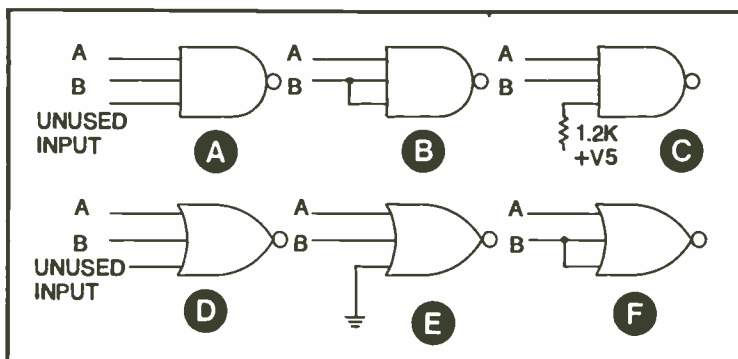 A A A
B B B
UNUSED
INPUT
1.2K
+V5
A B C
A A A
B B B
UNUSED
INPUT
D E F